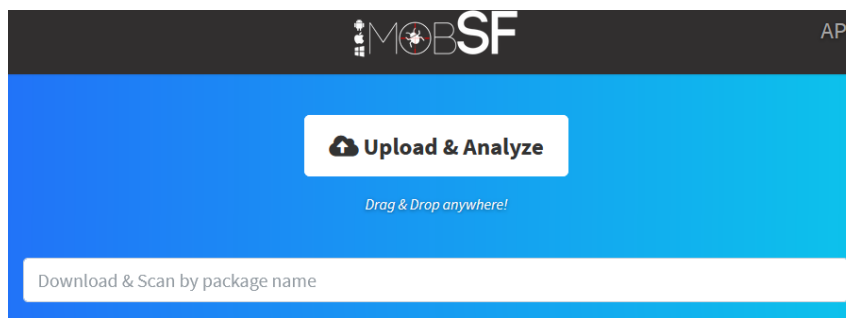 MOBSF
AP
Upload & Analyze
Drag & Drop anywhere!
Download & Scan by package name